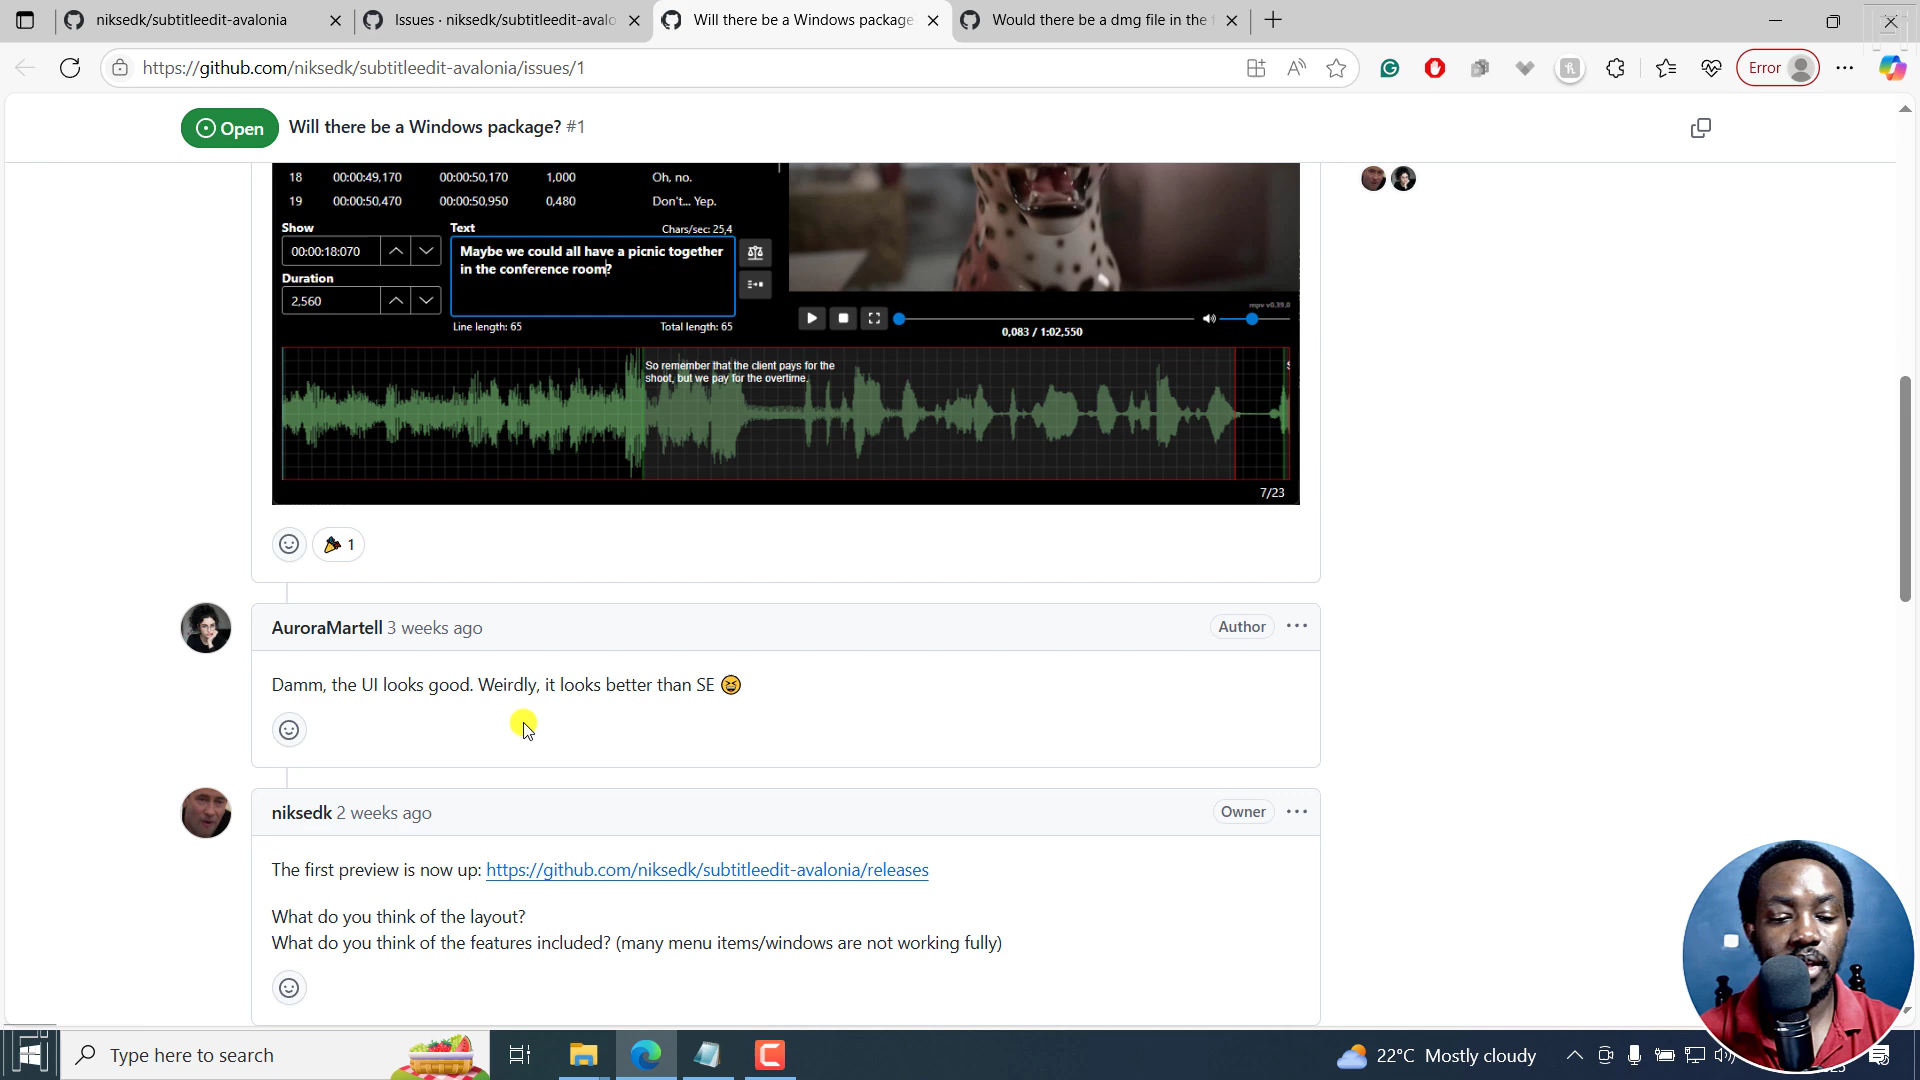 niksedk/subtitleedit-avalonia
Issues · niksedk/subtitleedit-avalo
Will there be a Windows package
Would there be a dmg file in the
https://github.com/niksedk/subtitleedit-avalonia/issues/1
Error
Open
Will there be a Windows package? #1
18 00:00:49,170 00:00:50,170 1,000 Oh, no.
19 00:00:50,470 00:00:50,950 0,480 Don't... Yep.
Show
Text
Chars/sec: 25,4
00:00:18:070
Maybe we could all have a picnic together
in the conference room?
Duration
2,560
Line length: 65
Total length: 65
mpv v0.39.0
0,083 / 1:02,550
So remember that the client pays for the
shoot, but we pay for the overtime.
7/23
1
AuroraMartell 3 weeks ago
Author
Damm, the UI looks good. Weirdly, it looks better than SE 😆
niksedk 2 weeks ago
Owner
The first preview is now up: https://github.com/niksedk/subtitleedit-avalonia/releases
What do you think of the layout?
What do you think of the features included? (many menu items/windows are not working fully)
Type here to search
22°C Mostly cloudy